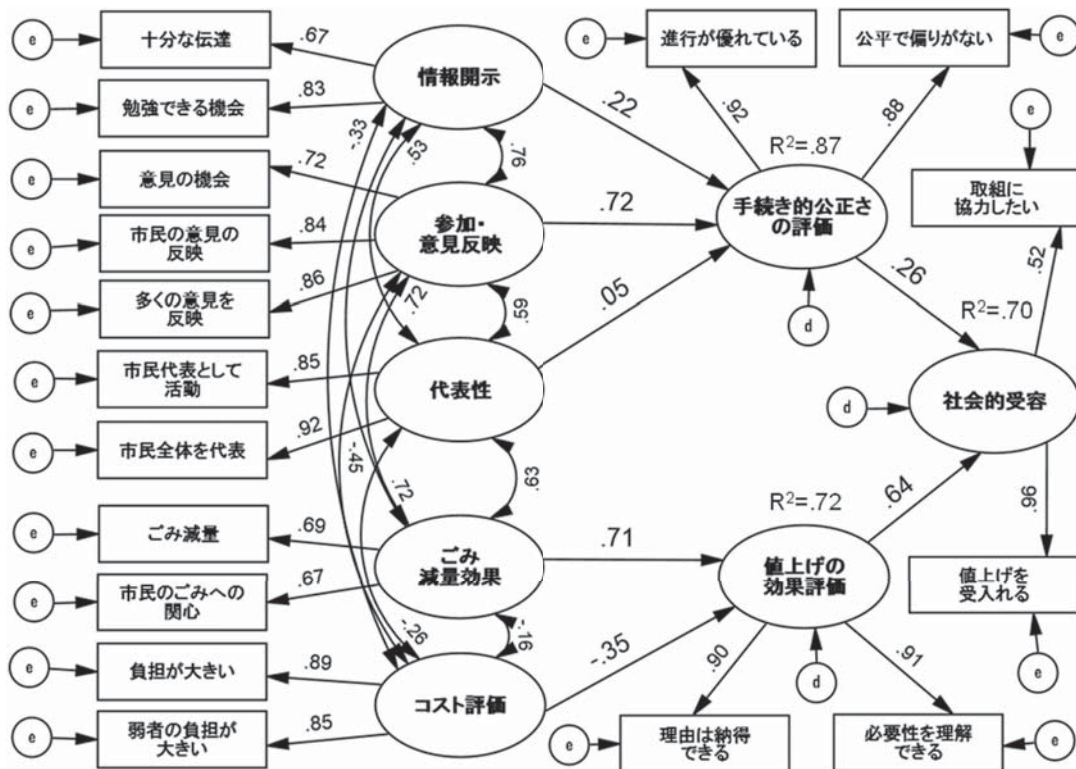 e
十分な伝達
.67
e
勉強できる機会
.83
e
意見の機会
.72
e
市民の意見の
反映
.84
e
多くの意見を
反映
.86
e
市民代表として
活動
.85
e
市民全体を代表
.92
e
ごみ減量
.69
e
市民のごみへの
関心
.67
e
負担が大きい
.89
e
弱者の負担が
大きい
.85
情報開示
参加・
意見反映
代表性
ごみ
減量効果
コスト評価
-.33
.53
.76
.72
.59
-.45
.72
.63
-.26
-.16
.22
.72
.05
.71
-.35
e
進行が優れている
公平で偏りがない
e
.92
.88
R²=.87
手続き的公正さ
の評価
d
.26
e
取組に
協力したい
.52
R²=.70
社会的受容
d
.96
値上げを
受入れる
e
R²=.72
値上げの
効果評価
.64
d
.90
.91
e
理由は納得
できる
必要性を理解
できる
e